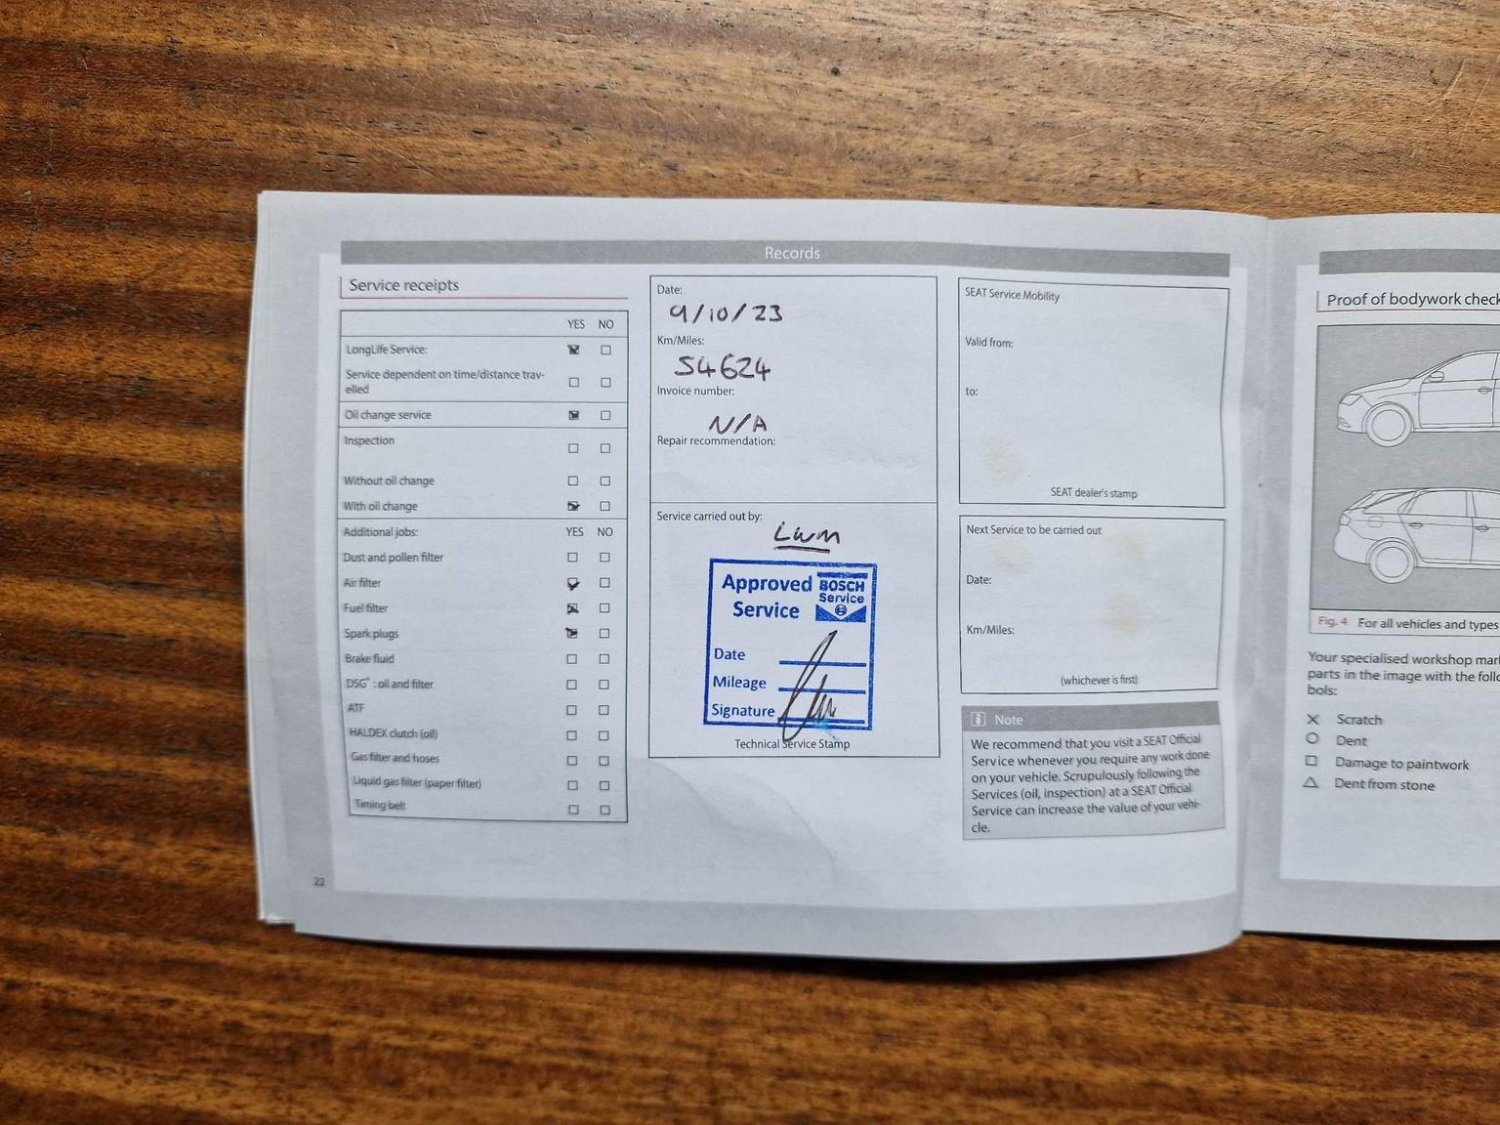 Records
Service receipts
YES NO
LongLife Service:
Service dependent on time/distance trav-
elled
Oil change service
Inspection
Without oil change
With oil change
Additional jobs: YES NO
Dust and pollen filter
Air filter
Fuel filter
Spark plugs
Brake fluid
DSG®: oil and filter
ATF
HALDEX clutch (oil)
Gas filter and hoses
Liquid gas filter (paper filter)
Timing belt
22
Date:
9/10/23
Km/Miles:
54624
Invoice number:
N/A
Repair recommendation:
Service carried out by:
LWM
Approved BOSCH
Service Service
Date
Mileage
Signature
Technical Service Stamp
SEAT Service Mobility
Valid from:
to:
SEAT dealer's stamp
Next Service to be carried out
Date:
Km/Miles:
(whichever is first)
i Note
We recommend that you visit a SEAT Official
Service whenever you require any work done
on your vehicle. Scrupulously following the
Services (oil, inspection) at a SEAT Official
Service can increase the value of your vehi-
cle.
Proof of bodywork check
Fig. 4 For all vehicles and types
Your specialised workshop mar
parts in the image with the follo
bols:
Scratch
Dent
Damage to paintwork
Dent from stone